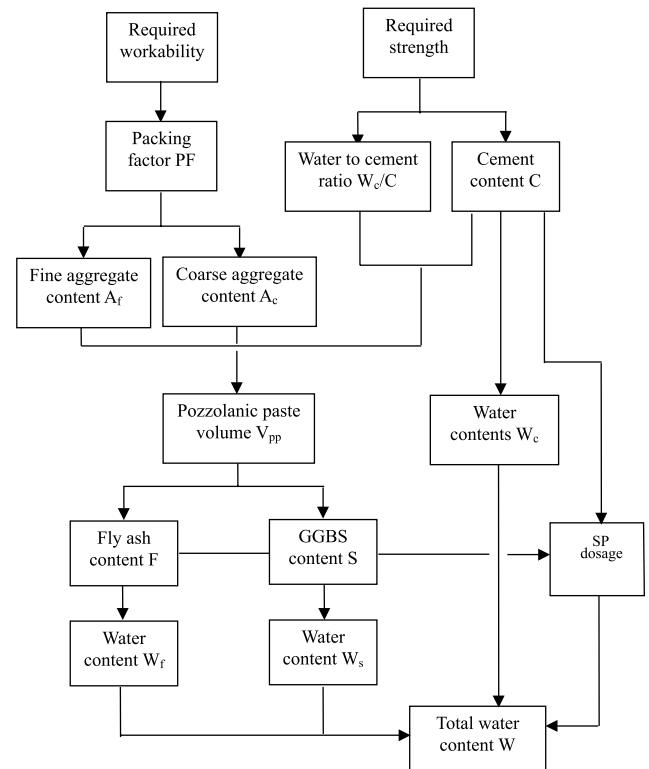 Required
workability
Required
strength
Packing
factor PF
Water to cement
ratio Wc/C
Cement
content C
Fine aggregate
content Af
Coarse aggregate
content Ac
Pozzolanic paste
volume Vpp
Water
contents Wc
Fly ash
content F
GGBS
content S
SP
dosage
Water
content Wf
Water
content Ws
Total water
content W